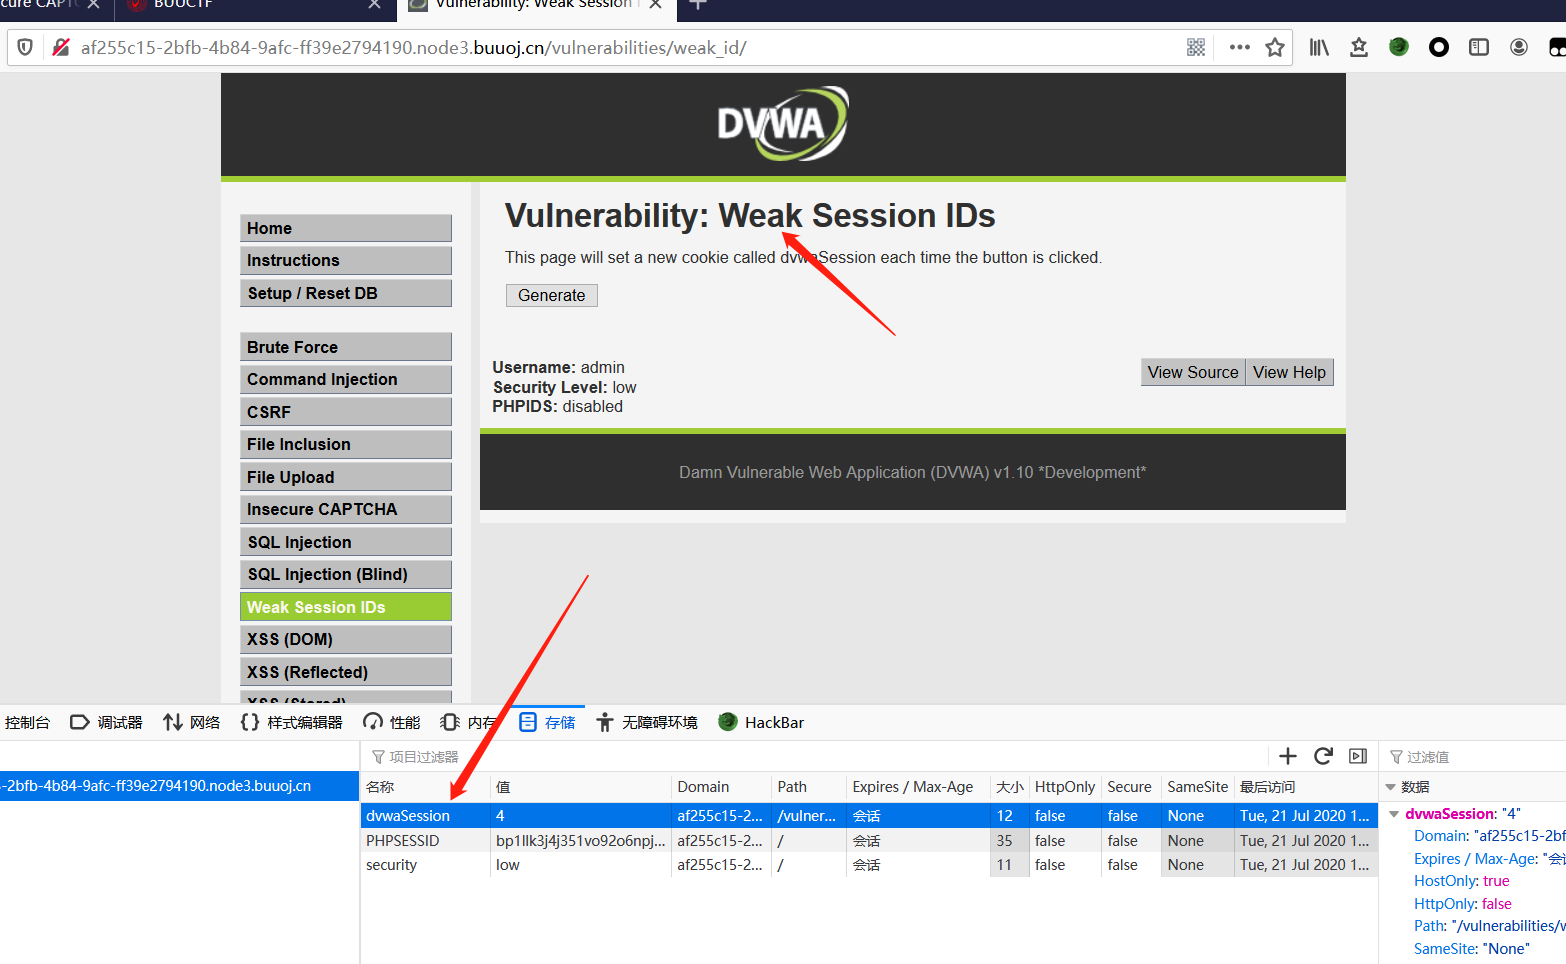 cure CAPT
BUUCTF
Vulnerability: Weak Session
af255c15-2bfb-4b84-9afc-ff39e2794190.node3.buuoj.cn/vulnerabilities/weak_id/
DVWA
Home
Instructions
Setup / Reset DB
Brute Force
Command Injection
CSRF
File Inclusion
File Upload
Insecure CAPTCHA
SQL Injection
SQL Injection (Blind)
Weak Session IDs
XSS (DOM)
XSS (Reflected)
XSS (Stored)
Vulnerability: Weak Session IDs
This page will set a new cookie called dvwaSession each time the button is clicked.
Generate
Username: admin
Security Level: low
PHPIDS: disabled
View Source View Help
Damn Vulnerable Web Application (DVWA) v1.10 *Development*
控制台 调试器 网络 样式编辑器 性能 内存 存储 无障碍环境 HackBar
项目过滤器
过滤值
-2bfb-4b84-9afc-ff39e2794190.node3.buuoj.cn
名称 值 Domain Path Expires / Max-Age 大小 HttpOnly Secure SameSite 最后访问
dvwaSession 4 af255c15-2... /vulner... 会话 12 false false None Tue, 21 Jul 2020 1...
PHPSESSID bp1llk3j4j351vo92o6npj... af255c15-2... / 会话 35 false false None Tue, 21 Jul 2020 1...
security low af255c15-2... / 会话 11 false false None Tue, 21 Jul 2020 1...
数据
dvwaSession: "4"
Domain: "af255c15-2bf
Expires / Max-Age: "会话
HostOnly: true
HttpOnly: false
Path: "/vulnerabilities/w
SameSite: "None"